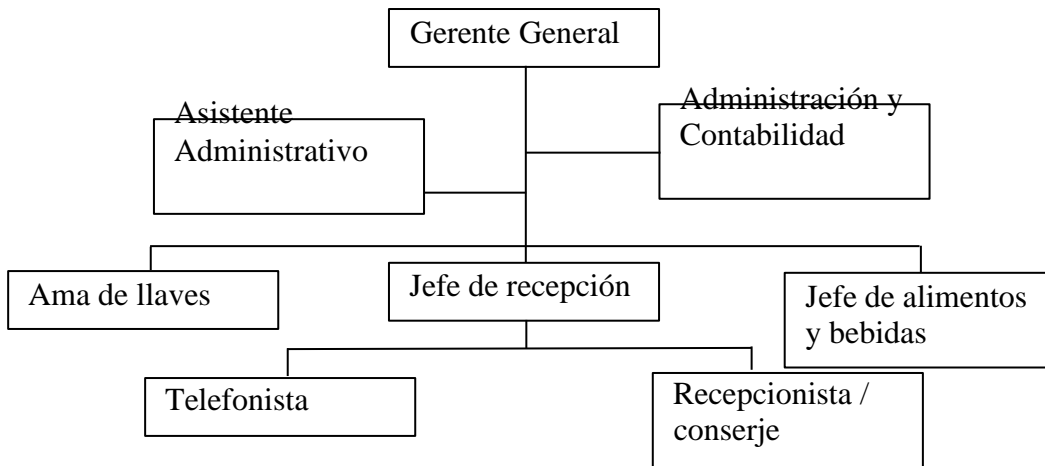 Gerente General
Asistente
Administrativo
Administración y
Contabilidad
Ama de llaves
Jefe de recepción
Jefe de alimentos
y bebidas
Telefonista
Recepcionista /
conserje